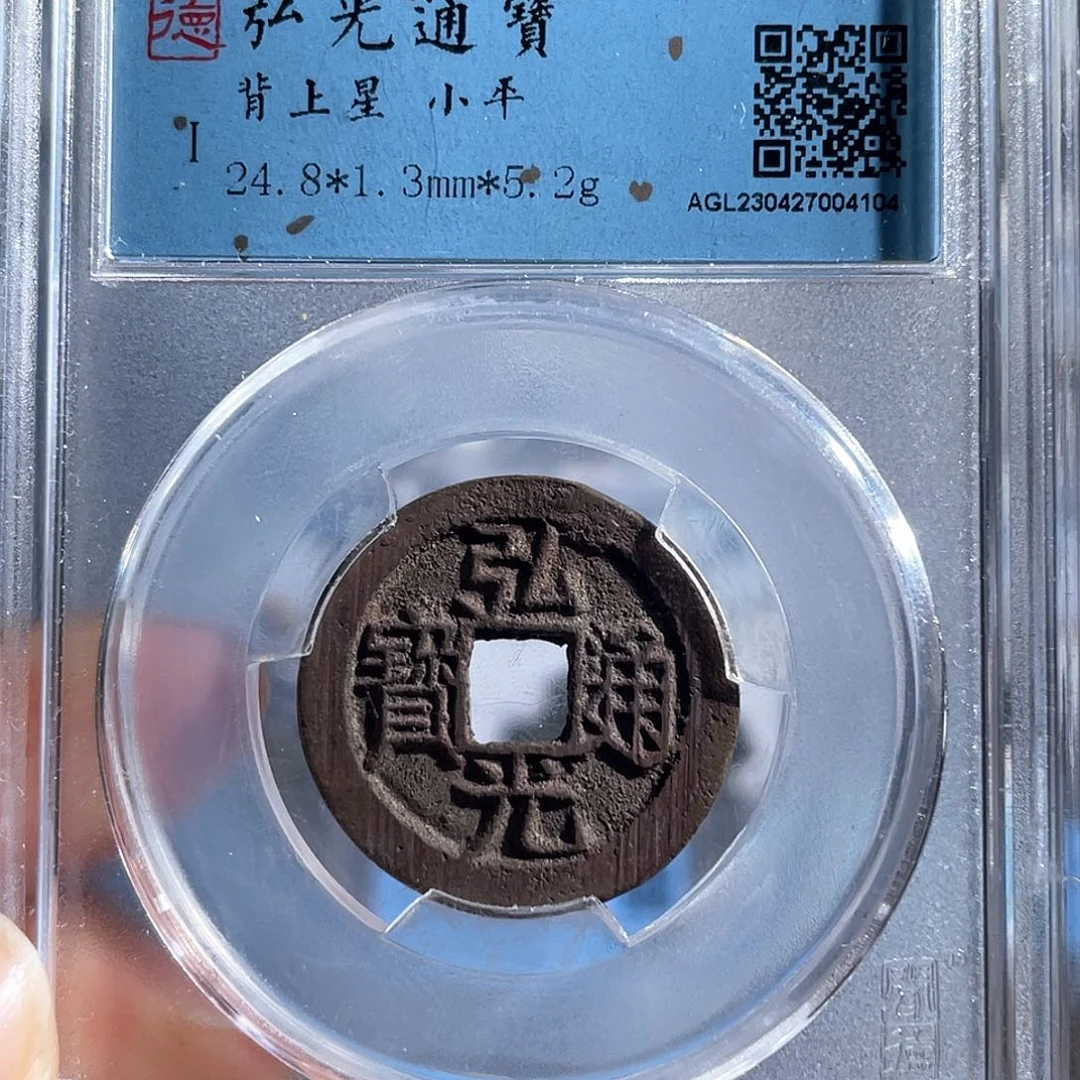 德
弘光通寶
背上星 小平
I
24.8*1.3mm*5.2g
AGL230427004104
弘
光
通
寶